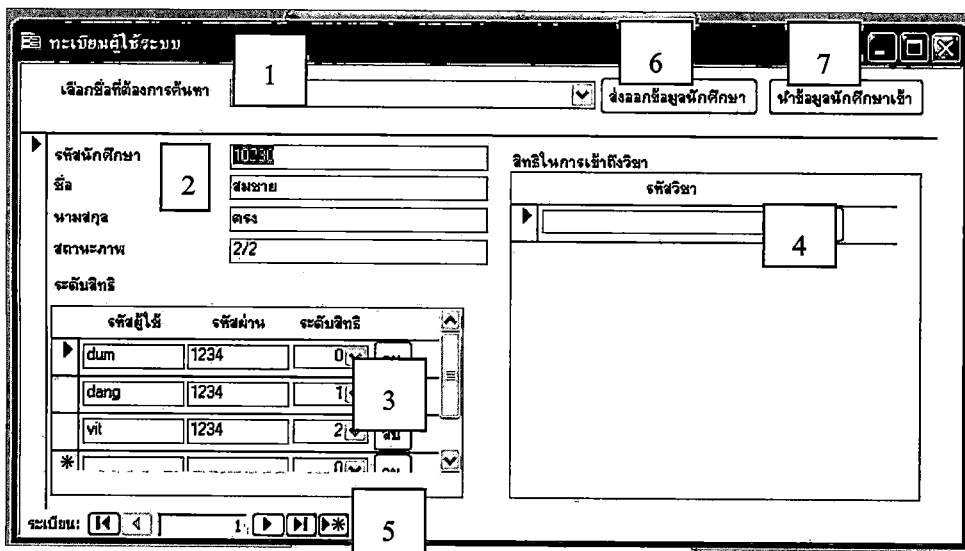 ทะเบียนผู้ใช้ระบบ
1
6
7
เลือกชื่อที่ต้องการค้นหา
ส่งออกข้อมูลนักศึกษา
นำข้อมูลนักศึกษาเข้า
รหัสนักศึกษา
2
ชื่อ สมชาย
นามสกุล ตรง
สถานะภาพ 2/2
สิทธิในการเข้าถึงวิชา
รหัสวิชา
4
ระดับสิทธิ
รหัสผู้ใช้ รหัสผ่าน ระดับสิทธิ
dum 1234 0
dang 1234 1
3
vit 1234 2 ลบ
* 0 ลบ
ระเบียน: 1
5